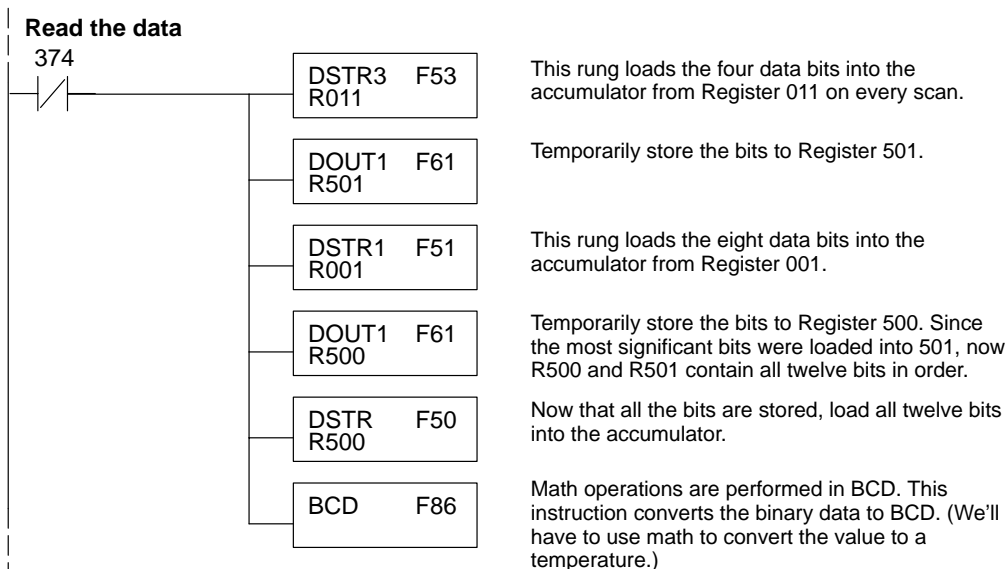 Read the data
374
DSTR3 F53
R011
This rung loads the four data bits into the
accumulator from Register 011 on every scan.
DOUT1 F61
R501
Temporarily store the bits to Register 501.
DSTR1 F51
R001
This rung loads the eight data bits into the
accumulator from Register 001.
DOUT1 F61
R500
Temporarily store the bits to Register 500. Since
the most significant bits were loaded into 501, now
R500 and R501 contain all twelve bits in order.
DSTR F50
R500
Now that all the bits are stored, load all twelve bits
into the accumulator.
BCD F86
Math operations are performed in BCD. This
instruction converts the binary data to BCD. (We'll
have to use math to convert the value to a
temperature.)